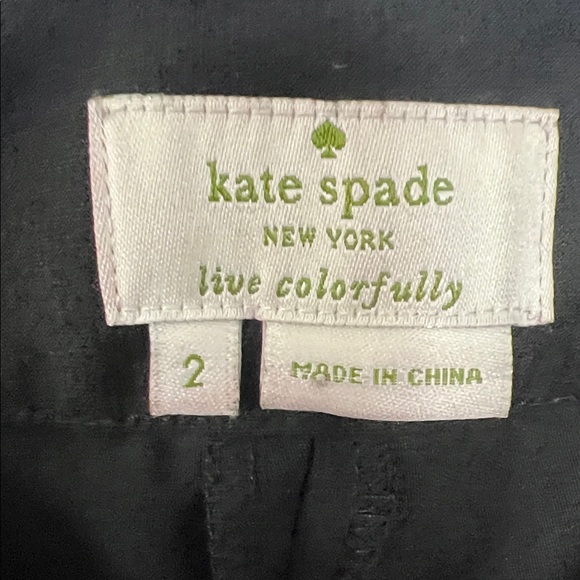 kate spade
NEW YORK
live colorfully
2
MADE IN CHINA